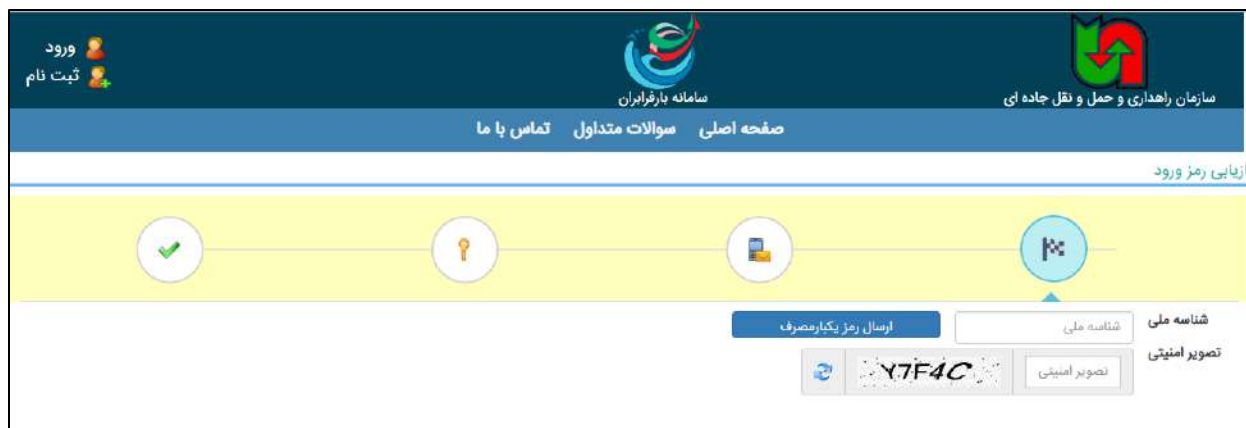 ورود
ثبت نام
سامانه بارفرابران
سازمان راهداری و حمل و نقل جاده ای
صفحه اصلی سوالات متداول تماس با ما
ازیابی رمز ورود
شناسه ملی شناسه ملی ارسال رمز یکبارمصرف
تصویر امنیتی تصویر امنیتی Y7F4C